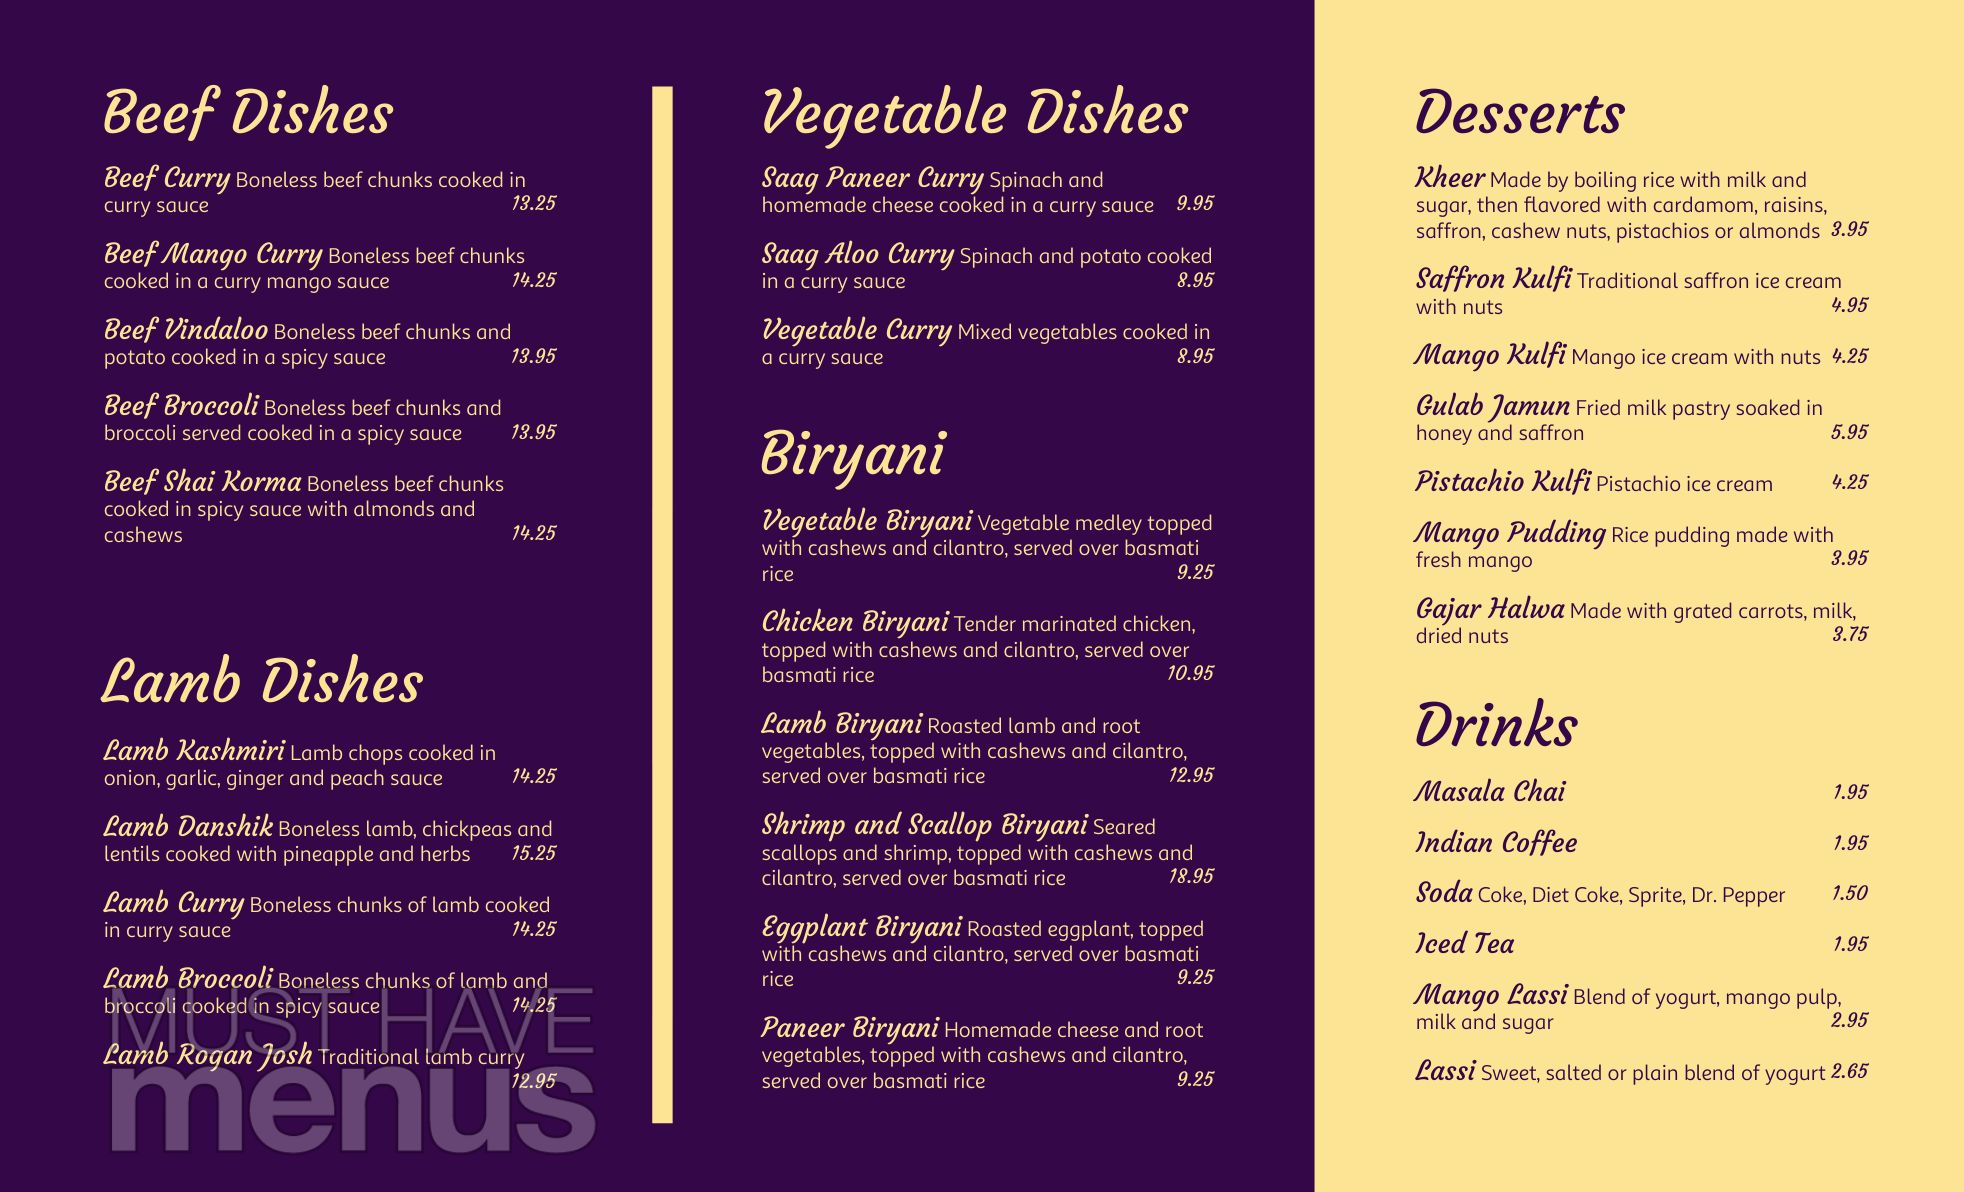 Beef Dishes
Beef Curry Boneless beef chunks cooked in
curry sauce 13.25
Beef Mango Curry Boneless beef chunks
cooked in a curry mango sauce 14.25
Beef Vindaloo Boneless beef chunks and
potato cooked in a spicy sauce 13.95
Beef Broccoli Boneless beef chunks and
broccoli served cooked in a spicy sauce 13.95
Beef Shai Korma Boneless beef chunks
cooked in spicy sauce with almonds and
cashews 14.25
Lamb Dishes
Lamb Kashmiri Lamb chops cooked in
onion, garlic, ginger and peach sauce 14.25
Lamb Danshik Boneless lamb, chickpeas and
lentils cooked with pineapple and herbs 15.25
Lamb Curry Boneless chunks of lamb cooked
in curry sauce 14.25
Lamb Broccoli Boneless chunks of lamb and
broccoli cooked in spicy sauce 14.25
Lamb Rogan Josh Traditional lamb curry
12.95
MUST HAVE
menus
Vegetable Dishes
Saag Paneer Curry Spinach and
homemade cheese cooked in a curry sauce 9.95
Saag Aloo Curry Spinach and potato cooked
in a curry sauce 8.95
Vegetable Curry Mixed vegetables cooked in
a curry sauce 8.95
Biryani
Vegetable Biryani Vegetable medley topped
with cashews and cilantro, served over basmati
rice 9.25
Chicken Biryani Tender marinated chicken,
topped with cashews and cilantro, served over
basmati rice 10.95
Lamb Biryani Roasted lamb and root
vegetables, topped with cashews and cilantro,
served over basmati rice 12.95
Shrimp and Scallop Biryani Seared
scallops and shrimp, topped with cashews and
cilantro, served over basmati rice 18.95
Eggplant Biryani Roasted eggplant, topped
with cashews and cilantro, served over basmati
rice 9.25
Paneer Biryani Homemade cheese and root
vegetables, topped with cashews and cilantro,
served over basmati rice 9.25
Desserts
Kheer Made by boiling rice with milk and
sugar, then flavored with cardamom, raisins,
saffron, cashew nuts, pistachios or almonds 3.95
Saffron Kulfi Traditional saffron ice cream
with nuts 4.95
Mango Kulfi Mango ice cream with nuts 4.25
Gulab Jamun Fried milk pastry soaked in
honey and saffron 5.95
Pistachio Kulfi Pistachio ice cream 4.25
Mango Pudding Rice pudding made with
fresh mango 3.95
Gajar Halwa Made with grated carrots, milk,
dried nuts 3.75
Drinks
Masala Chai 1.95
Indian Coffee 1.95
Soda Coke, Diet Coke, Sprite, Dr. Pepper 1.50
Iced Tea 1.95
Mango Lassi Blend of yogurt, mango pulp,
milk and sugar 2.95
Lassi Sweet, salted or plain blend of yogurt 2.65